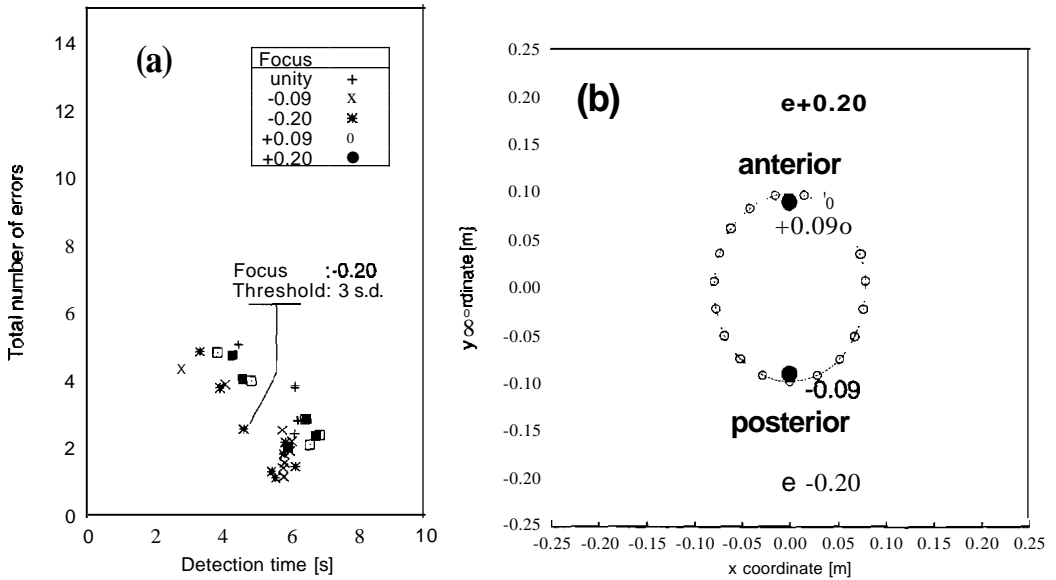 (a)
Total number of errors
14
12
10
8
6
4
2
0
Focus
unity +
-0.09 x
-0.20 ✱
+0.09 0
+0.20 ●
Focus :-0.20
Threshold: 3 s.d.
0 2 4 6 8 10
Detection time [s]
(b)
y ∞⁰rdinate [m]
0.25
0.20
0.15
0.10
0.05
0.00
-0.05
-0.10
-0.15
-0.20
-0.25
e+0.20
anterior
'0
+0.09o
-0.09
posterior
e -0.20
-0.25 -0.20 -0.15 -0.10 -0.05 0.00 0.05 0.10 0.15 0.20 0.25
x coordinate [m]